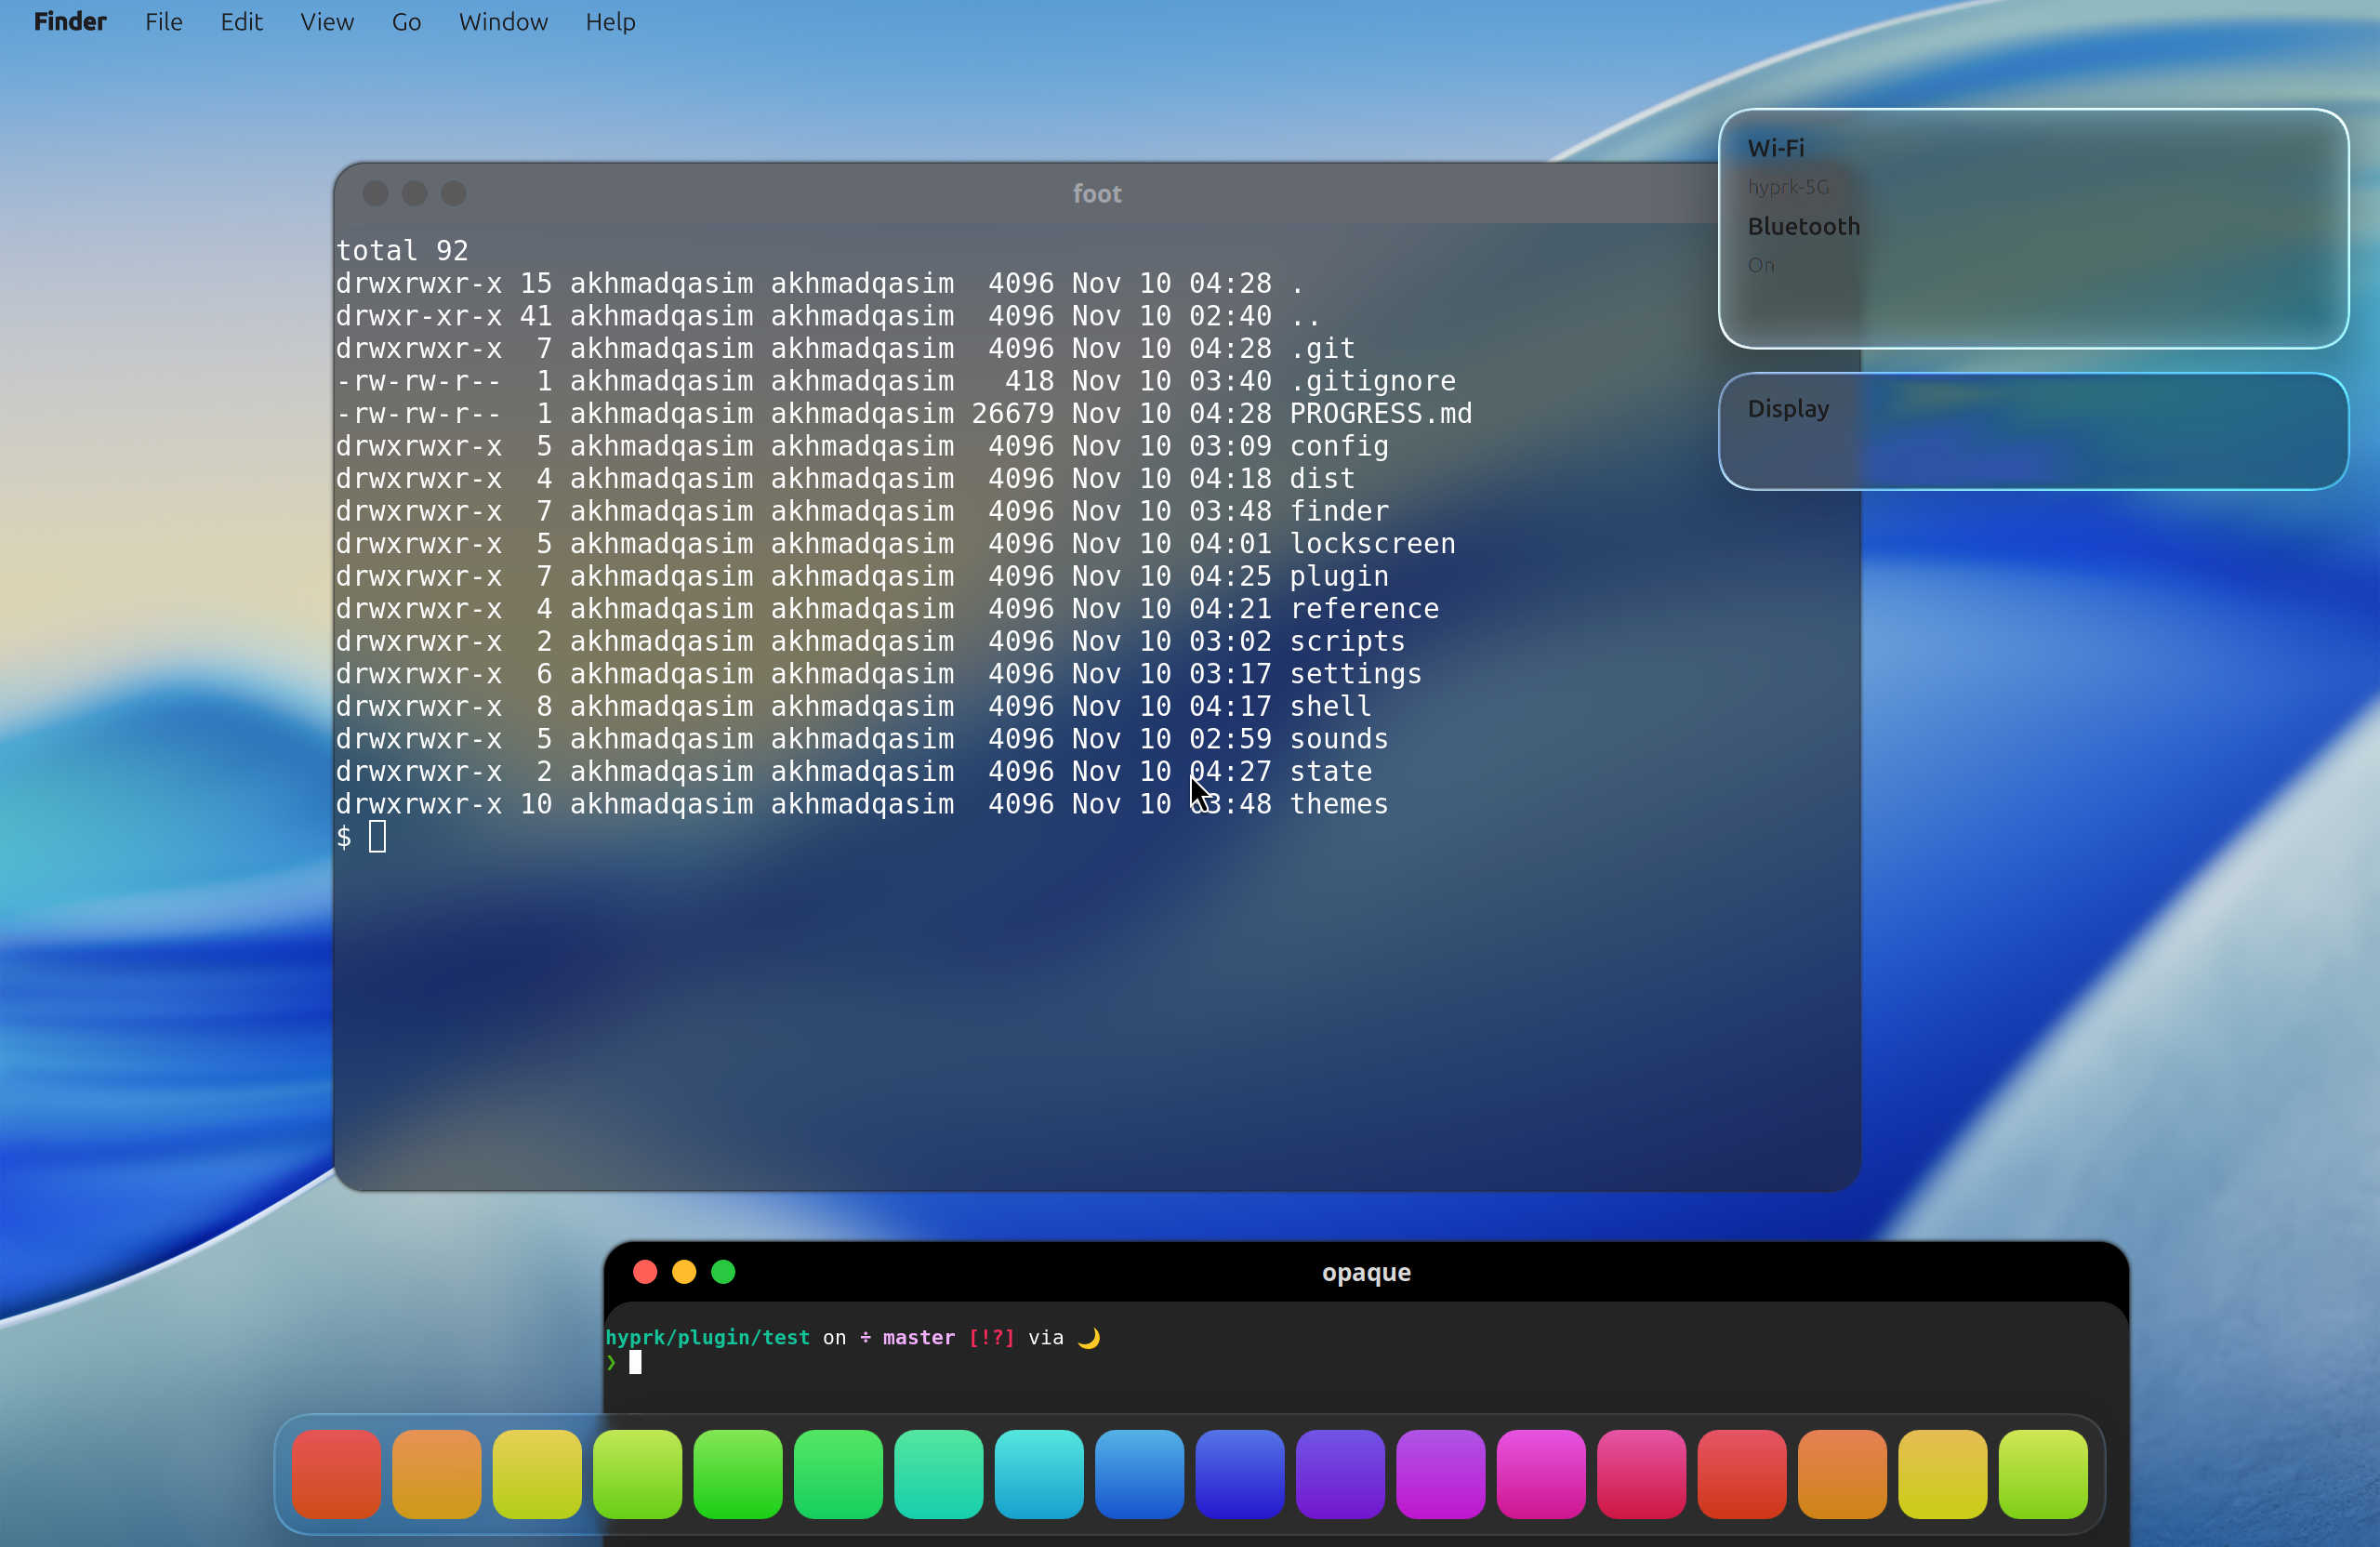 Finder File Edit View Go Window Help
foot
total 92
drwxrwxr-x 15 akhmadqasim akhmadqasim  4096 Nov 10 04:28 .
drwxr-xr-x 41 akhmadqasim akhmadqasim  4096 Nov 10 02:40 ..
drwxrwxr-x  7 akhmadqasim akhmadqasim  4096 Nov 10 04:28 .git
-rw-rw-r--  1 akhmadqasim akhmadqasim   418 Nov 10 03:40 .gitignore
-rw-rw-r--  1 akhmadqasim akhmadqasim 26679 Nov 10 04:28 PROGRESS.md
drwxrwxr-x  5 akhmadqasim akhmadqasim  4096 Nov 10 03:09 config
drwxrwxr-x  4 akhmadqasim akhmadqasim  4096 Nov 10 04:18 dist
drwxrwxr-x  7 akhmadqasim akhmadqasim  4096 Nov 10 03:48 finder
drwxrwxr-x  5 akhmadqasim akhmadqasim  4096 Nov 10 04:01 lockscreen
drwxrwxr-x  7 akhmadqasim akhmadqasim  4096 Nov 10 04:25 plugin
drwxrwxr-x  4 akhmadqasim akhmadqasim  4096 Nov 10 04:21 reference
drwxrwxr-x  2 akhmadqasim akhmadqasim  4096 Nov 10 03:02 scripts
drwxrwxr-x  6 akhmadqasim akhmadqasim  4096 Nov 10 03:17 settings
drwxrwxr-x  8 akhmadqasim akhmadqasim  4096 Nov 10 04:17 shell
drwxrwxr-x  5 akhmadqasim akhmadqasim  4096 Nov 10 02:59 sounds
drwxrwxr-x  2 akhmadqasim akhmadqasim  4096 Nov 10 04:27 state
drwxrwxr-x 10 akhmadqasim akhmadqasim  4096 Nov 10 03:48 themes
$
Wi-Fi
hyprk-5G
Bluetooth
On
Display
opaque
hyprk/plugin/test on ÷ master [!?] via 🌙
❯